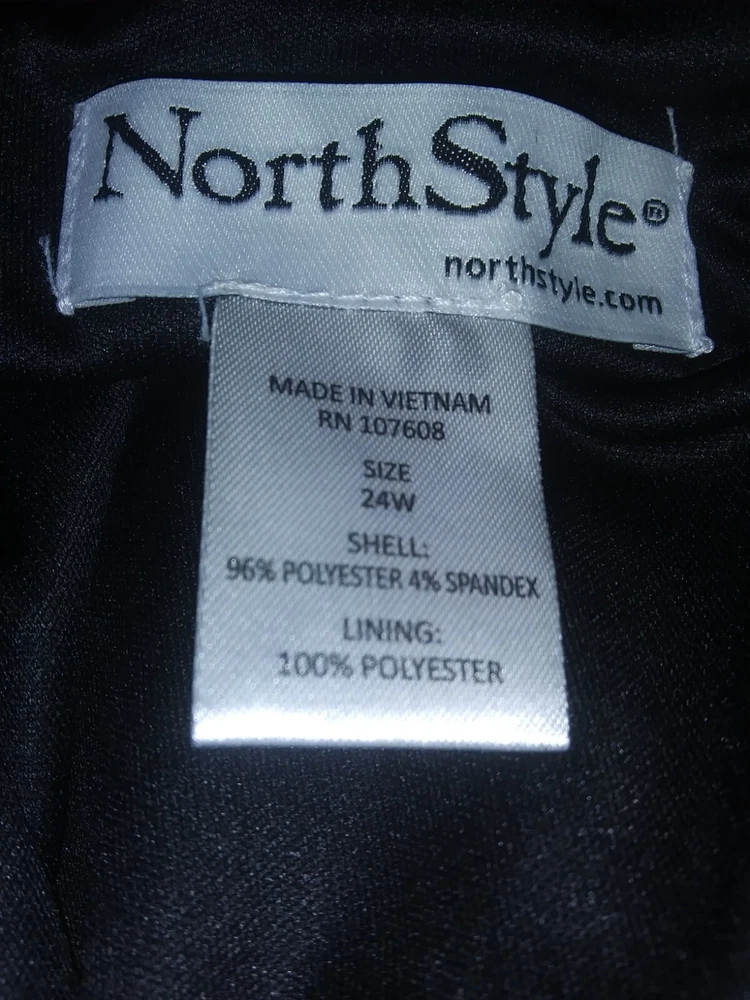 NorthStyle®
northstyle.com
MADE IN VIETNAM
RN 107608
SIZE
24W
SHELL:
96% POLYESTER 4% SPANDEX
LINING:
100% POLYESTER